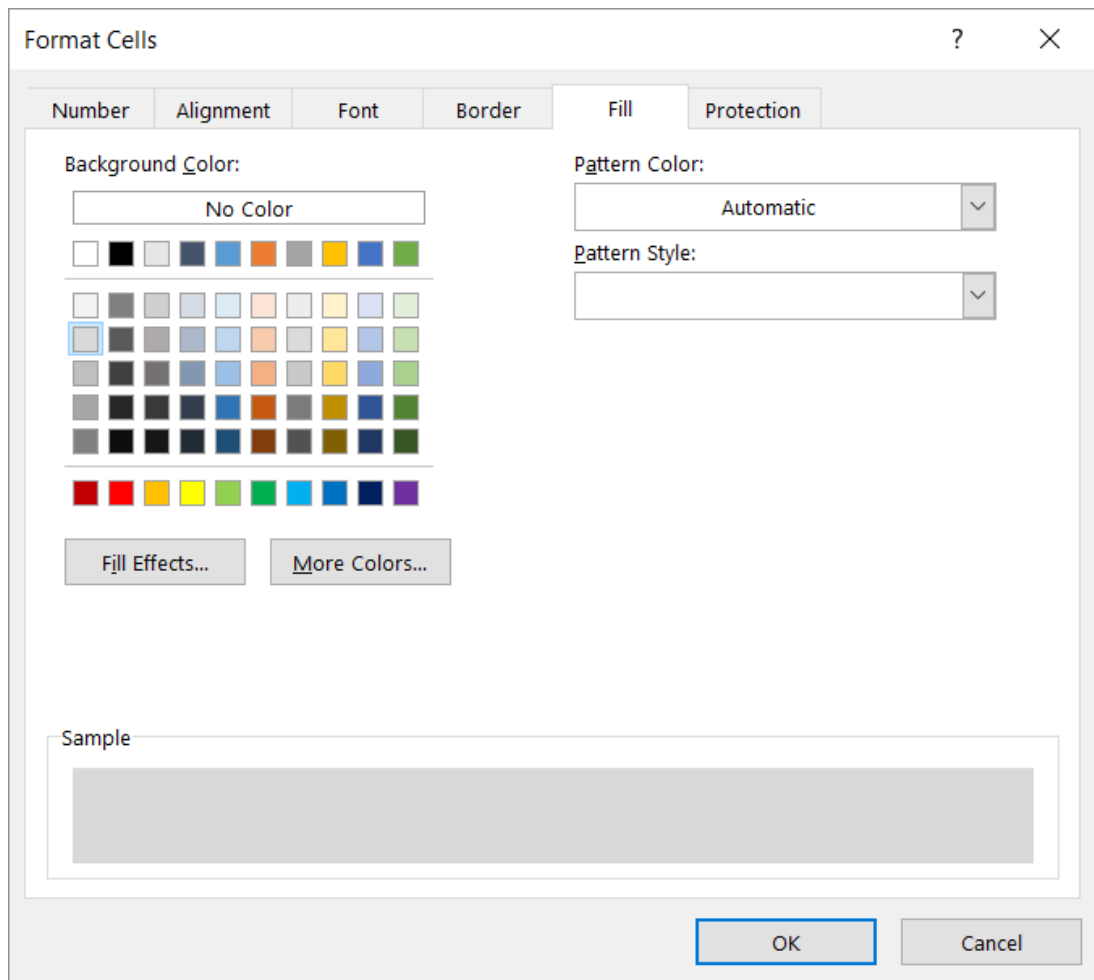 Format Cells
?
Number Alignment Font Border Fill Protection
Background Color:
No Color
Pattern Color:
Automatic
Pattern Style:
Fill Effects... More Colors...
Sample
OK Cancel